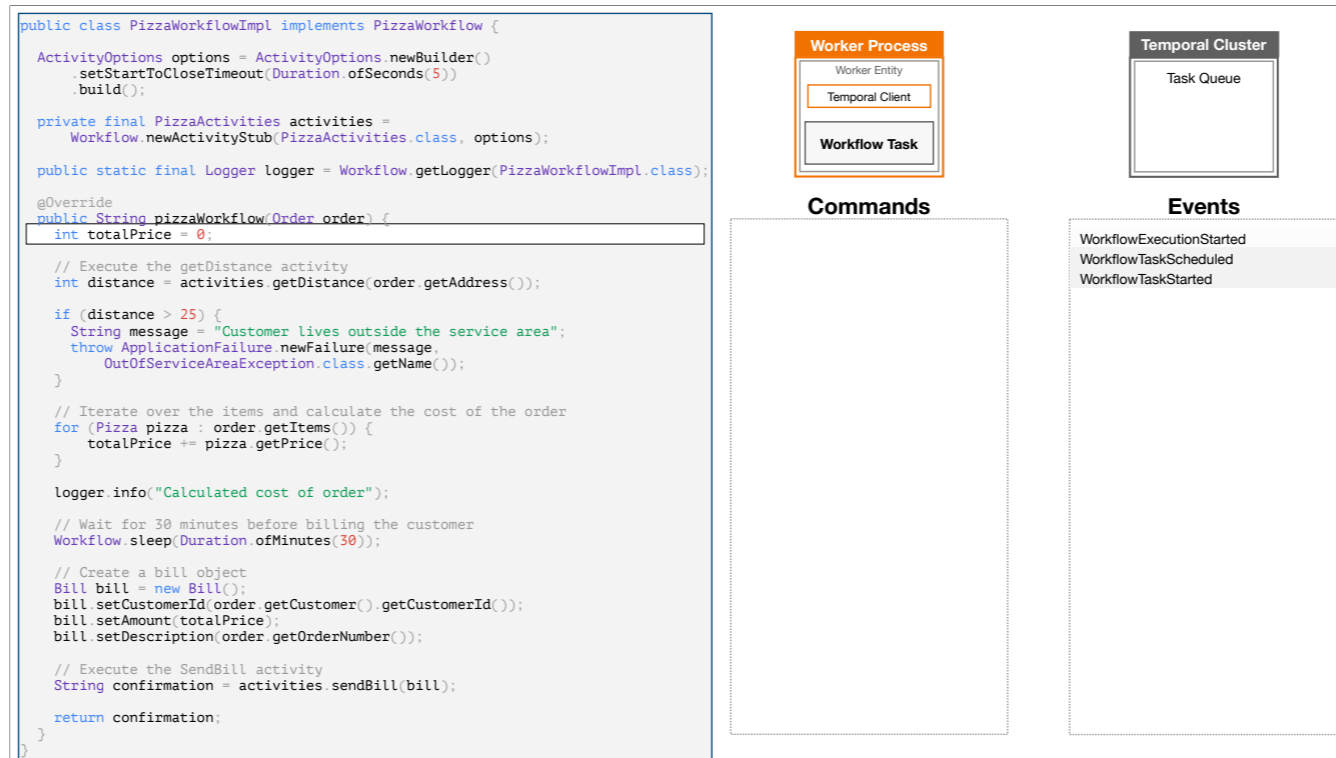 public class PizzaWorkflowImpl implements PizzaWorkflow {
ActivityOptions options = ActivityOptions.newBuilder()
.setStartToCloseTimeout(Duration.ofSeconds(5))
.build();
private final PizzaActivities activities =
Workflow.newActivityStub(PizzaActivities.class, options);
public static final Logger logger = Workflow.getLogger(PizzaWorkflowImpl.class);
@Override
public String pizzaWorkflow(Order order) {
int totalPrice = 0;
// Execute the getDistance activity
int distance = activities.getDistance(order.getAddress());
if (distance > 25) {
String message = "Customer lives outside the service area";
throw ApplicationFailure.newFailure(message,
OutOfServiceAreaException.class.getName());
}
// Iterate over the items and calculate the cost of the order
for (Pizza pizza : order.getItems()) {
totalPrice += pizza.getPrice();
}
logger.info("Calculated cost of order");
// Wait for 30 minutes before billing the customer
Workflow.sleep(Duration.ofMinutes(30));
// Create a bill object
Bill bill = new Bill();
bill.setCustomerId(order.getCustomer().getCustomerId());
bill.setAmount(totalPrice);
bill.setDescription(order.getOrderNumber());
// Execute the SendBill activity
String confirmation = activities.sendBill(bill);
return confirmation;
}
}
Worker Process
Worker Entity
Temporal Client
Workflow Task
Commands
Temporal Cluster
Task Queue
Events
WorkflowExecutionStarted
WorkflowTaskScheduled
WorkflowTaskStarted